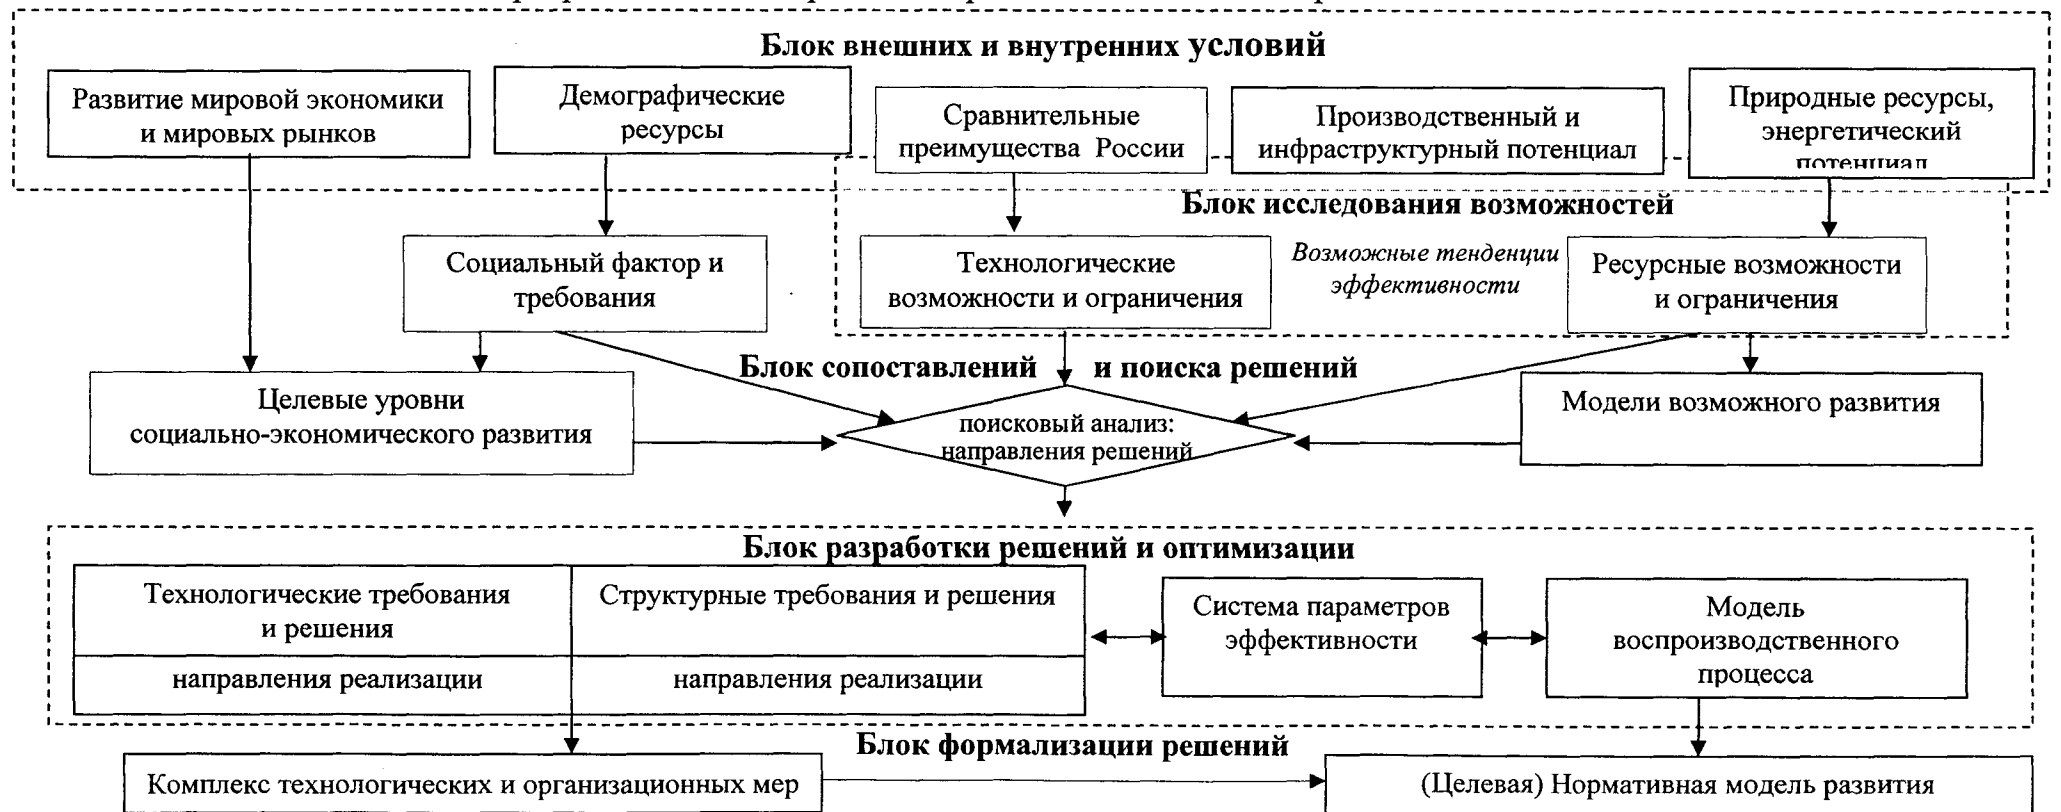 Блок внешних и внутренних условий
Развитие мировой экономики
и мировых рынков
Демографические
ресурсы
Сравнительные
преимущества России
Производственный и
инфраструктурный потенциал
Природные ресурсы,
энергетический
потенциал
Блок исследования возможностей
Социальный фактор и
требования
Технологические
возможности и ограничения
Возможные тенденции
эффективности
Ресурсные возможности
и ограничения
Блок сопоставлений и поиска решений
Целевые уровни
социально-экономического развития
поисковый анализ:
направления решений
Модели возможного развития
Блок разработки решений и оптимизации
Технологические требования
и решения
Структурные требования и решения
направления реализации
направления реализации
Система параметров
эффективности
Модель
воспроизводственного
процесса
Блок формализации решений
Комплекс технологических и организационных мер
(Целевая) Нормативная модель развития